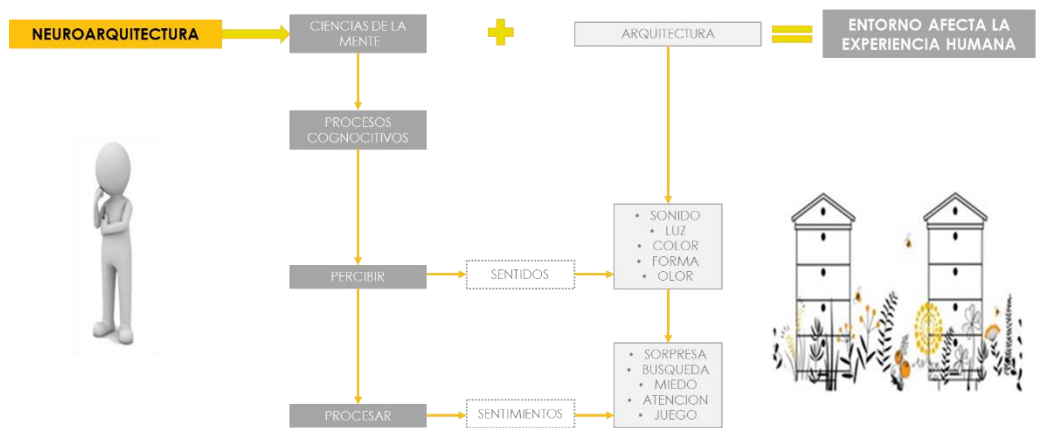 NEUROARQUITECTURA
CIENCIAS DE LA
MENTE
ARQUITECTURA
ENTORNO AFECTA LA
EXPERIENCIA HUMANA
PROCESOS
COGNOCITIVOS
• SONIDO
• LUZ
• COLOR
• FORMA
• OLOR
PERCIBIR
SENTIDOS
• SORPRESA
• BUSQUEDA
• MIEDO
• ATENCION
• JUEGO
PROCESAR
SENTIMIENTOS